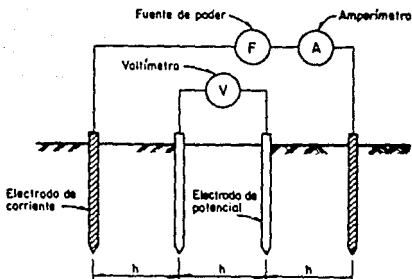 Fuente de poder
Amperímetro
F
A
Voltímetro
V
Electrodo de
corriente
Electrodo de
potencial
h
h
h